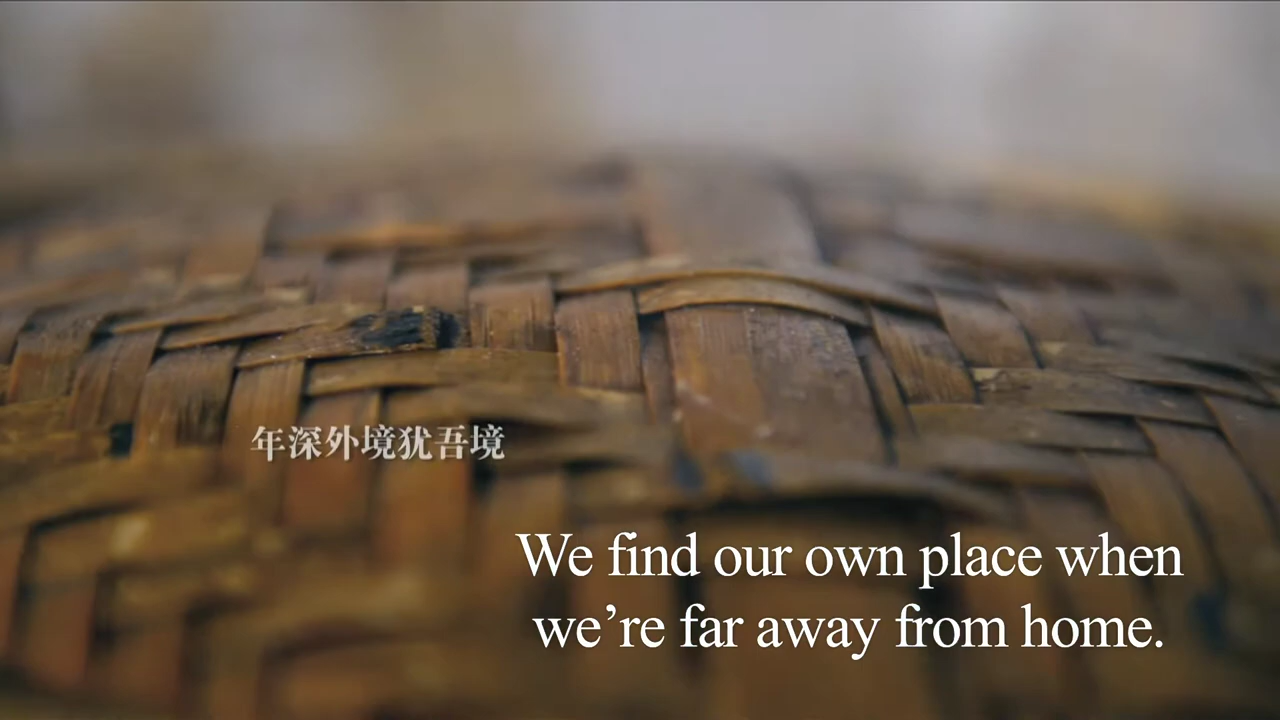 年深外境犹吾境
We find our own place when
we’re far away from home.